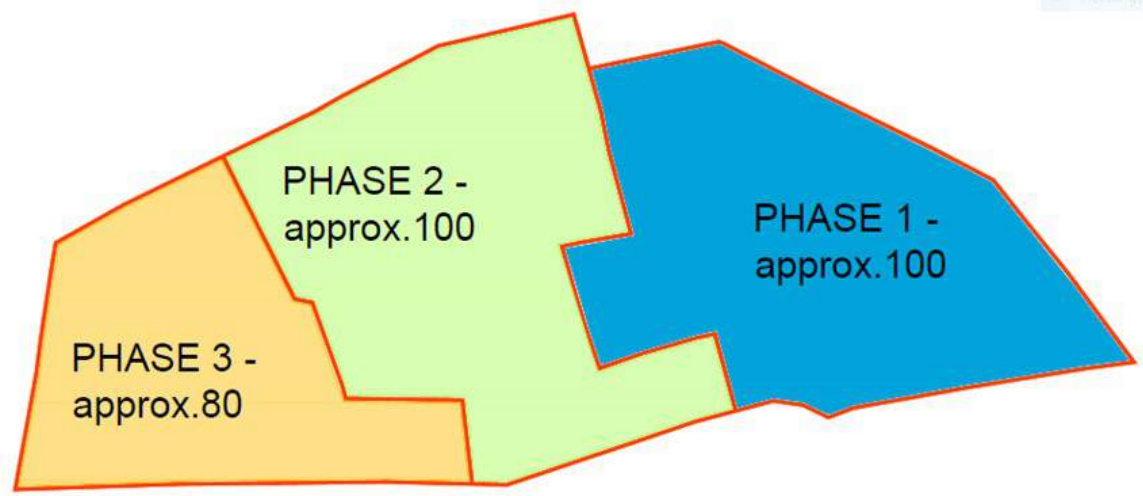 PHASE 2 -
approx.100
PHASE 1 -
approx.100
PHASE 3 -
approx.80